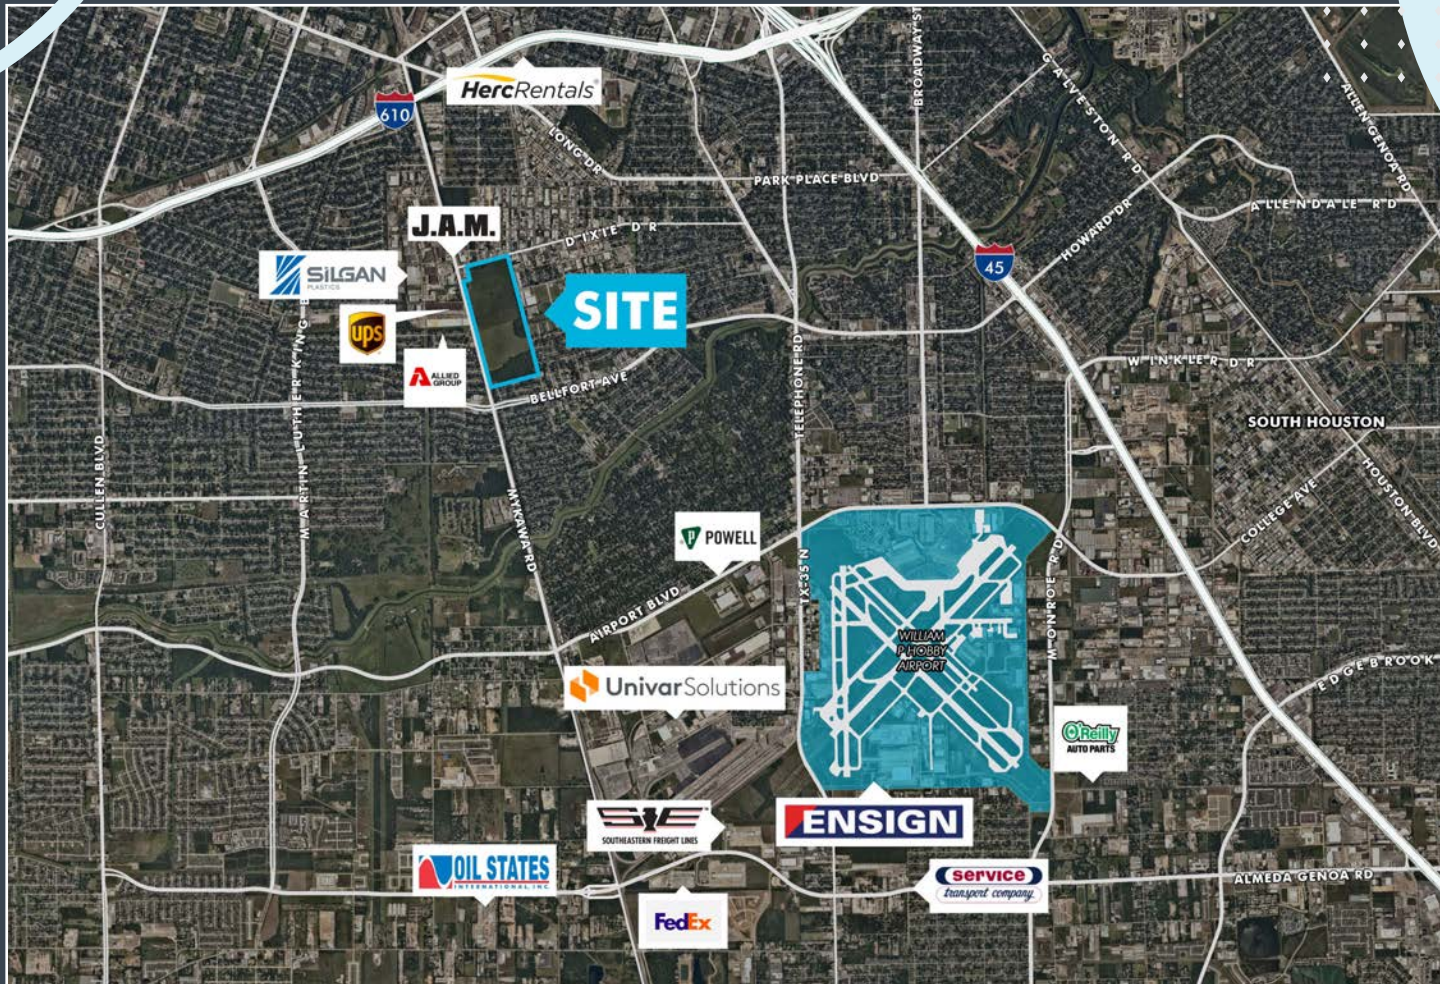 BROADWAY ST
GALVESTON RD
ALLEN GENOA RD
HercRentals
610
LONG DR
PARK PLACE BLVD
ALLENDALE RD
HOWARD DR
J.A.M.
DIXIE DR
SILGAN
PLASTICS
45
SITE
ups
MARTIN LUTHER KING B
TELEPHONE RD
WINKLER DR
ALLIED
GROUP
BELLFORT AVE
SOUTH HOUSTON
CULLEN BLVD
MYKAWA RD
HOUSTON BLVD
COLLEGE AVE
POWELL
TX-35 N
MONROE RD
AIRPORT BLVD
WILLIAM
P HOBBY
AIRPORT
EDGEBROOK
UnivarSolutions
O'Reilly
AUTO PARTS
SOUTHEASTERN FREIGHT LINES
ENSIGN
OIL STATES
INTERNATIONAL, INC.
service
transport company
ALMEDA GENOA RD
FedEx